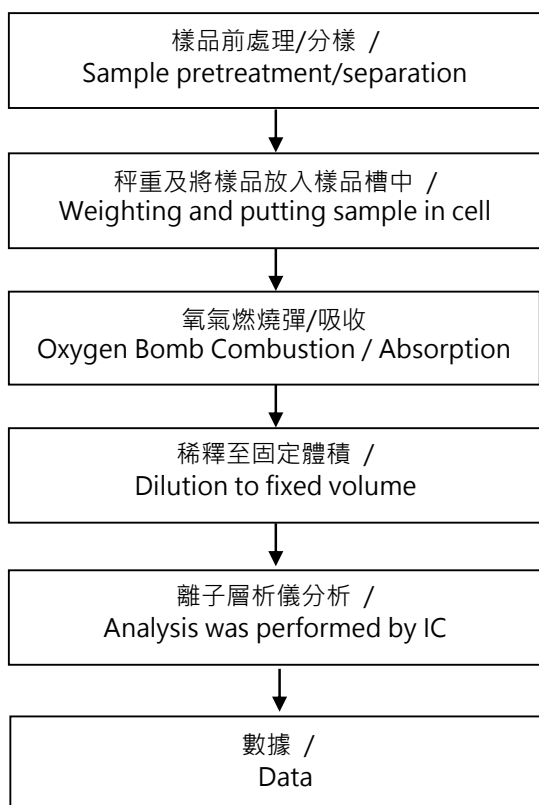 樣品前處理/分樣 /
Sample pretreatment/separation
秤重及將樣品放入樣品槽中 /
Weighting and putting sample in cell
氧氣燃燒彈/吸收
Oxygen Bomb Combustion / Absorption
稀釋至固定體積 /
Dilution to fixed volume
離子層析儀分析 /
Analysis was performed by IC
數據 /
Data